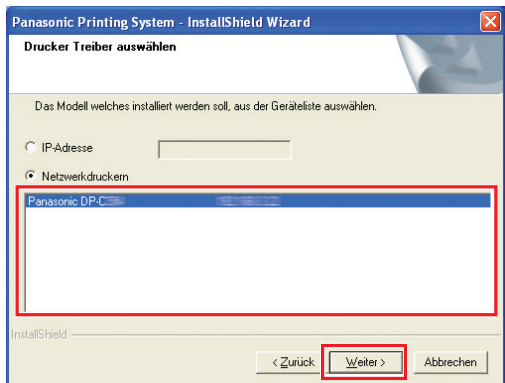 Panasonic Printing System - InstallShield Wizard
Drucker Treiber auswählen
Das Modell welches installiert werden soll, aus der Geräteliste auswählen.
IP-Adresse
Netzwerkdruckern
Panasonic
InstallShield
< Zurück
Weiter >
Abbrechen